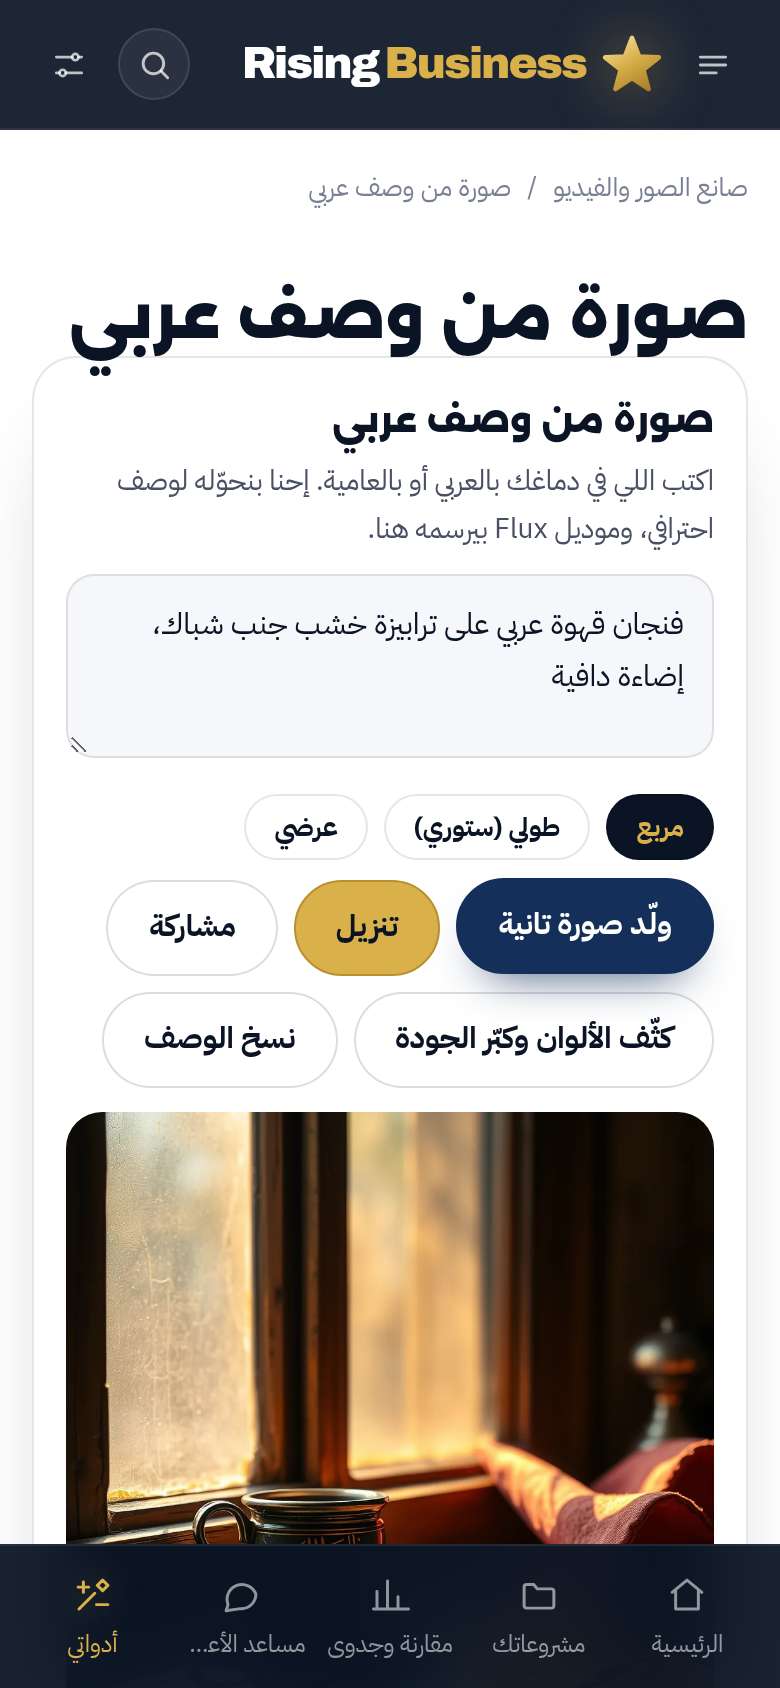 Rising Business
صانع الصور والفيديو / صورة من وصف عربي
صورة من وصف عربي
صورة من وصف عربي
اكتب اللي في دماغك بالعربي أو بالعامية. إحنا بنحوّله لوصف
احترافي، وموديل Flux بيرسمه هنا.
فنجان قهوة عربي على ترابيزة خشب جنب شباك،
إضاءة دافية
مربع
طولي (ستوري)
عرضي
ولّد صورة تانية
تنزيل
مشاركة
كثّف الألوان وكبّر الجودة
نسخ الوصف
الرئيسية
مشروعاتك
مقارنة وجدوى
مساعد الأعـ...
أدواتي